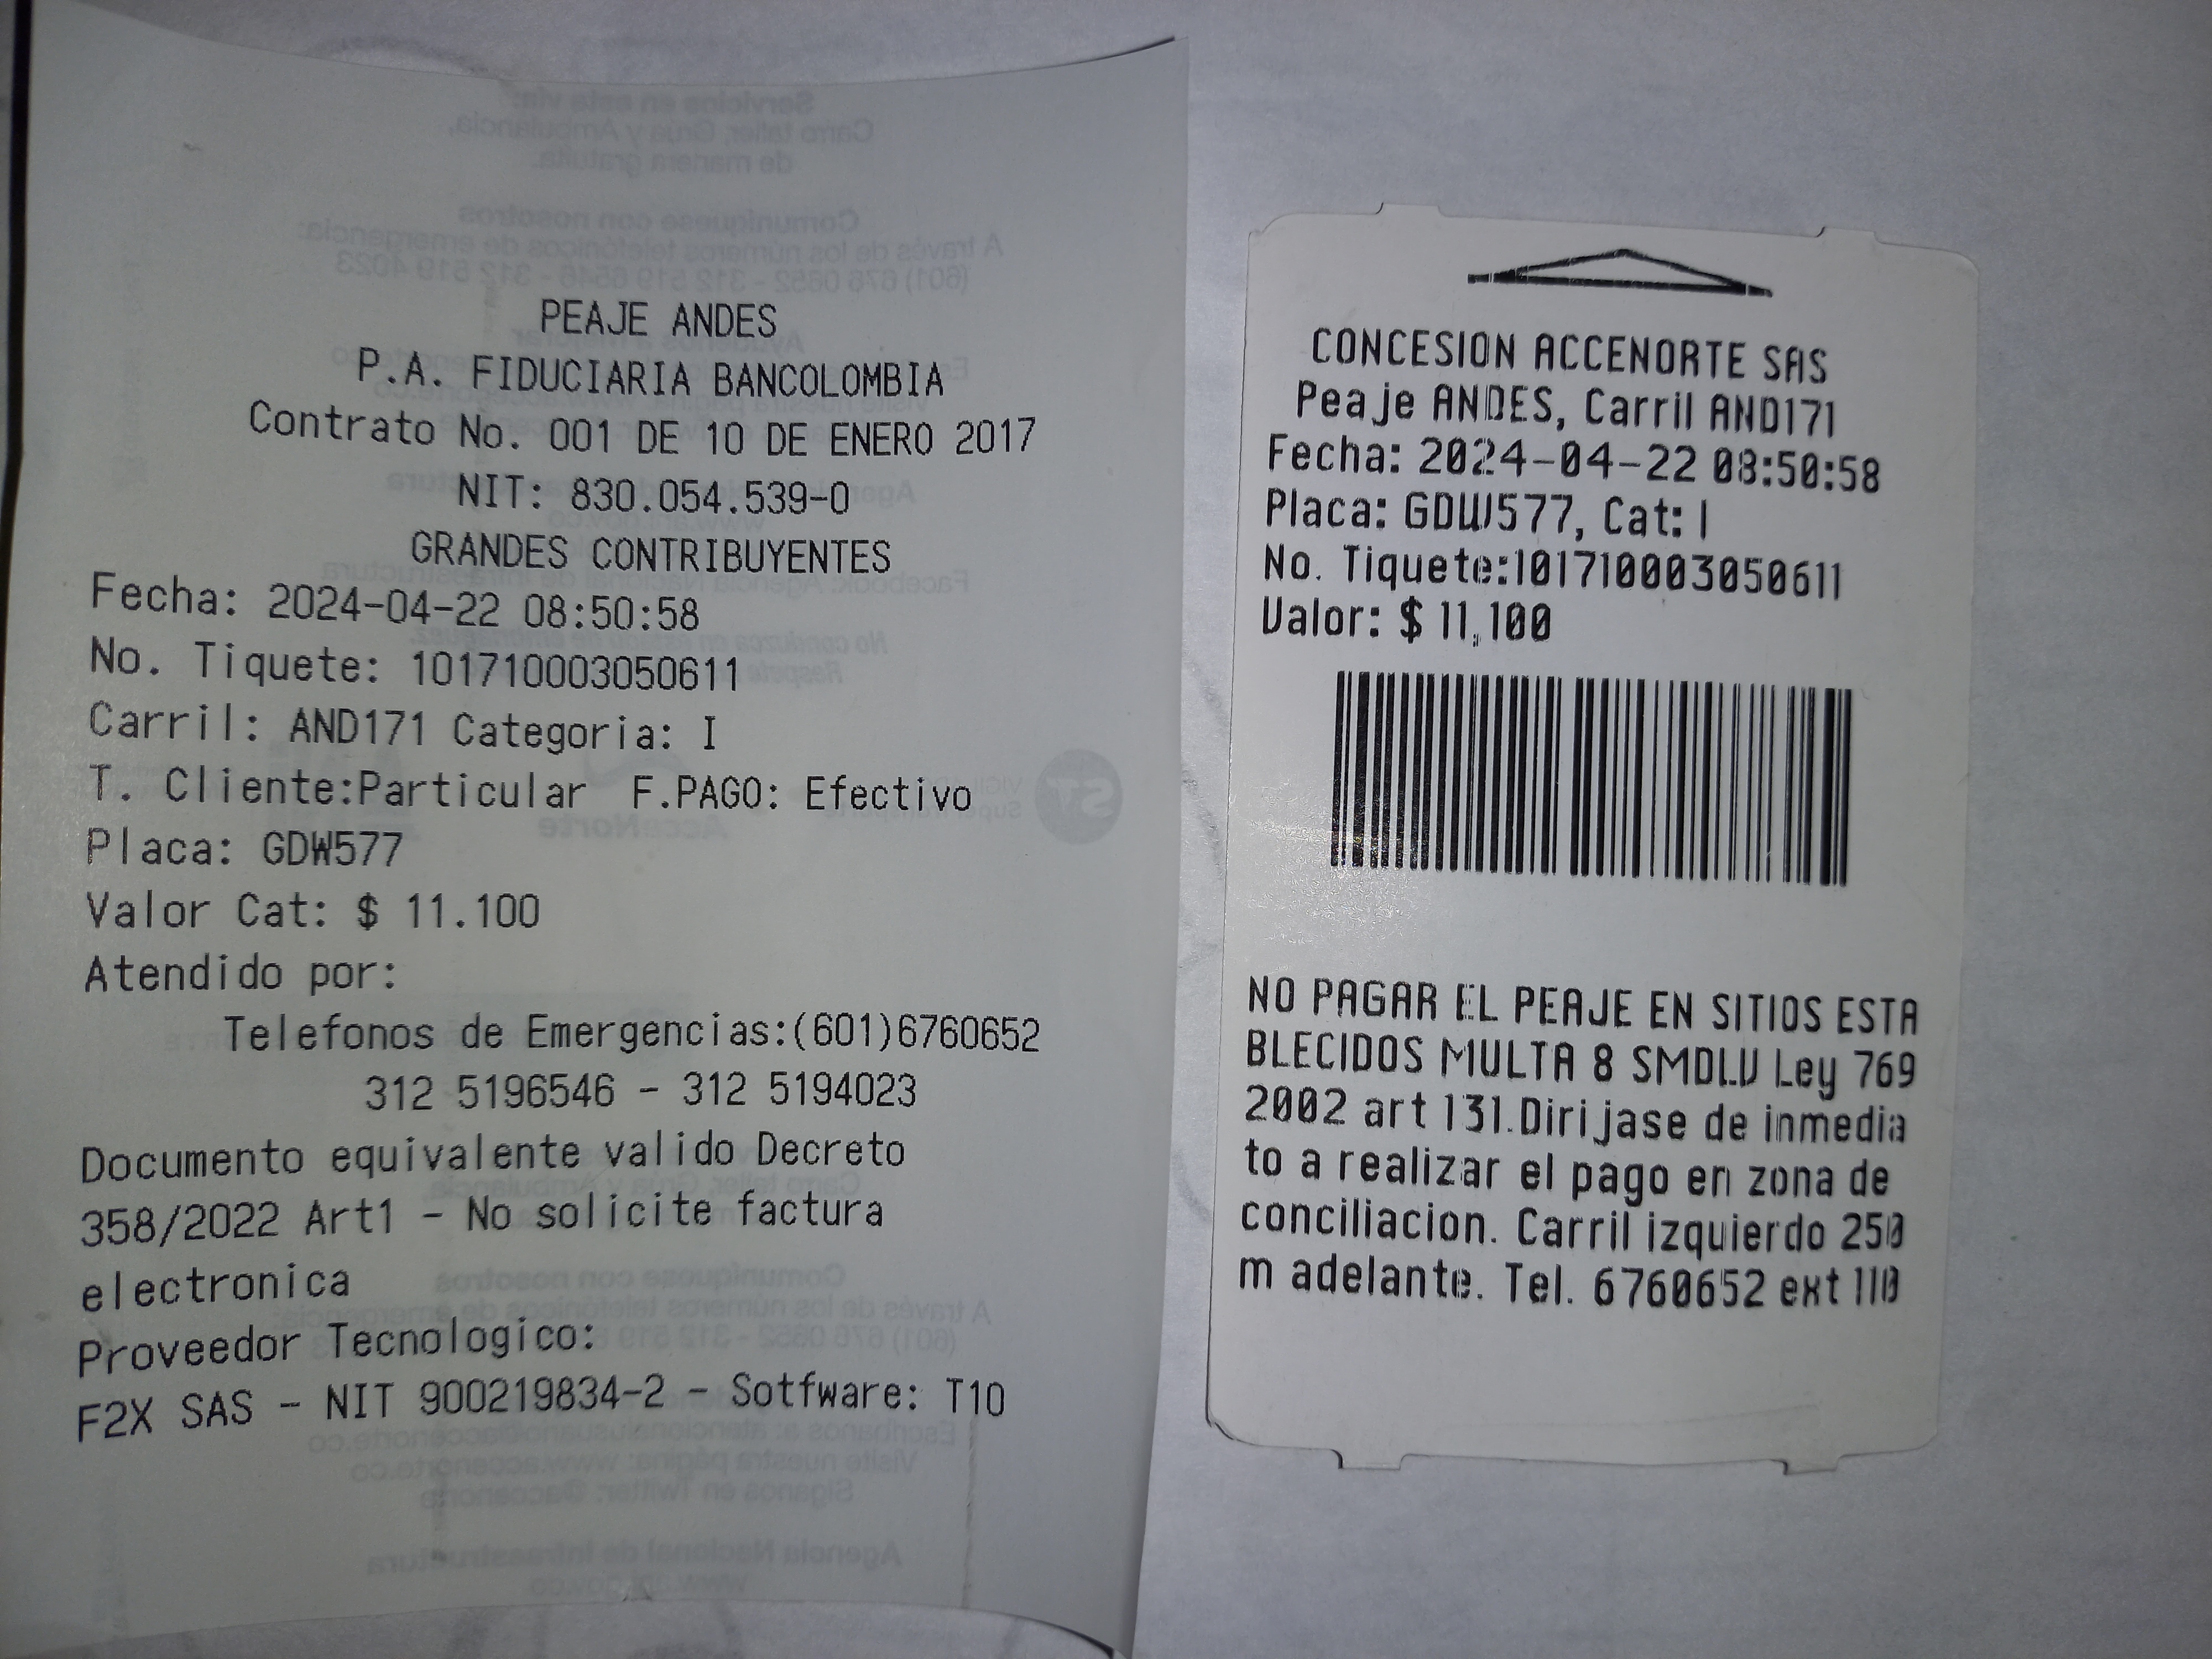 PEAJE ANDES
P.A. FIDUCIARIA BANCOLOMBIA
Contrato No. 001 DE 10 DE ENERO 2017
NIT: 830.054.539-0
GRANDES CONTRIBUYENTES
Fecha: 2024-04-22 08:50:58
No. Tiquete: 101710003050611
Carril: AND171 Categoria: I
T. Cliente:Particular F.PAGO: Efectivo
Placa: GDW577
Valor Cat: $ 11.100
Atendido por:
Telefonos de Emergencias:(601)6760652
312 5196546 - 312 5194023
Documento equivalente valido Decreto
358/2022 Art1 - No solicite factura
electronica
Proveedor Tecnologico:
F2X SAS - NIT 900219834-2 - Sotfware: T10
CONCESION ACCENORTE SAS
Peaje ANDES, Carril AND171
Fecha: 2024-04-22 08:50:58
Placa: GDW577, Cat: I
No. Tiquete:101710003050611
Valor: $ 11,100
NO PAGAR EL PEAJE EN SITIOS ESTA
BLECIDOS MULTA 8 SMDLV Ley 769
2002 art 131.Dirijase de inmedia
to a realizar el pago en zona de
conciliacion. Carril izquierdo 250
m adelante. Tel. 6760652 ext 110